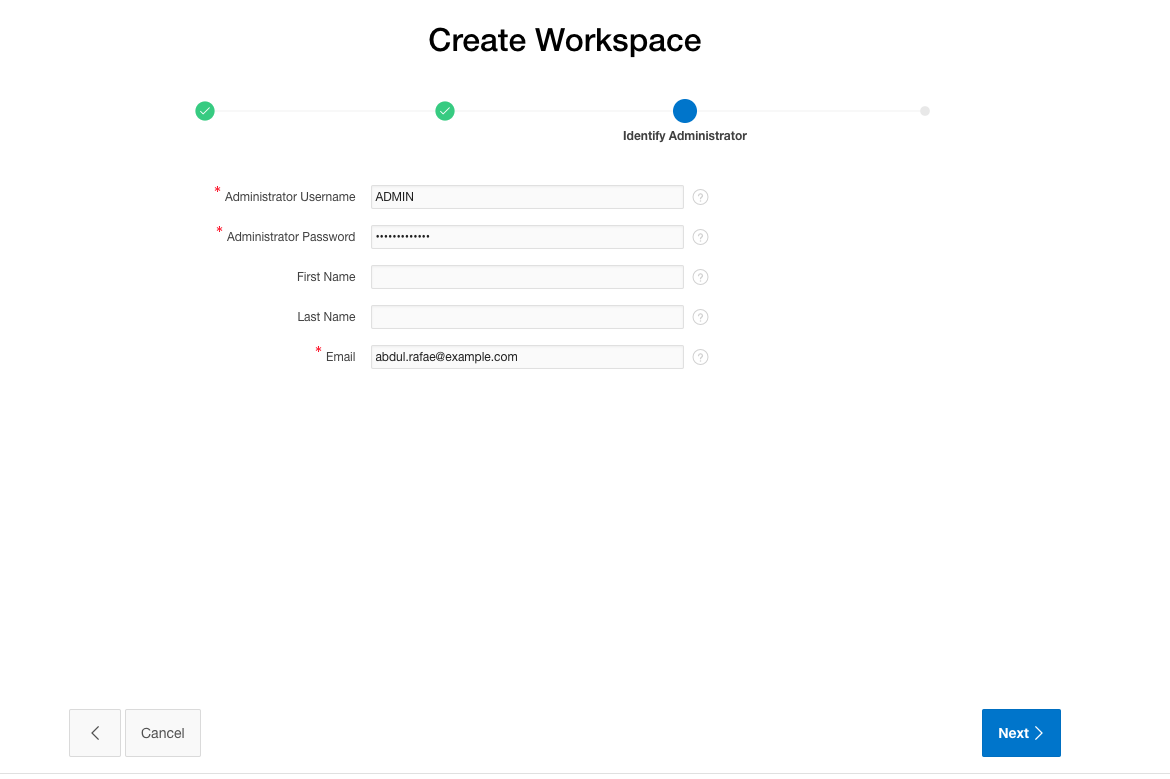 Create Workspace
Identify Administrator
* Administrator Username ADMIN ?
* Administrator Password ••••••••••••• ?
First Name ?
Last Name ?
* Email abdul.rafae@example.com ?
Cancel
Next